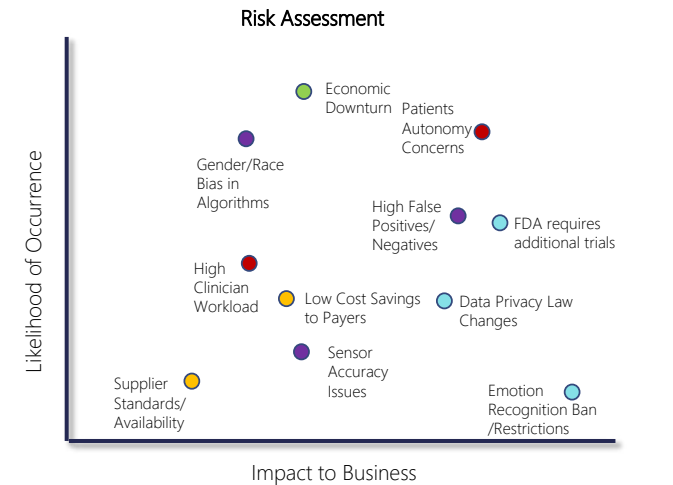 Risk Assessment
Economic
Downturn
Patients
Autonomy
Concerns
Gender/Race
Bias in
Algorithms
High False
Positives/
Negatives
FDA requires
additional trials
High
Clinician
Workload
Low Cost Savings
to Payers
Data Privacy Law
Changes
Sensor
Accuracy
Issues
Supplier
Standards/
Availability
Emotion
Recognition Ban
/Restrictions
Likelihood of Occurrence
Impact to Business